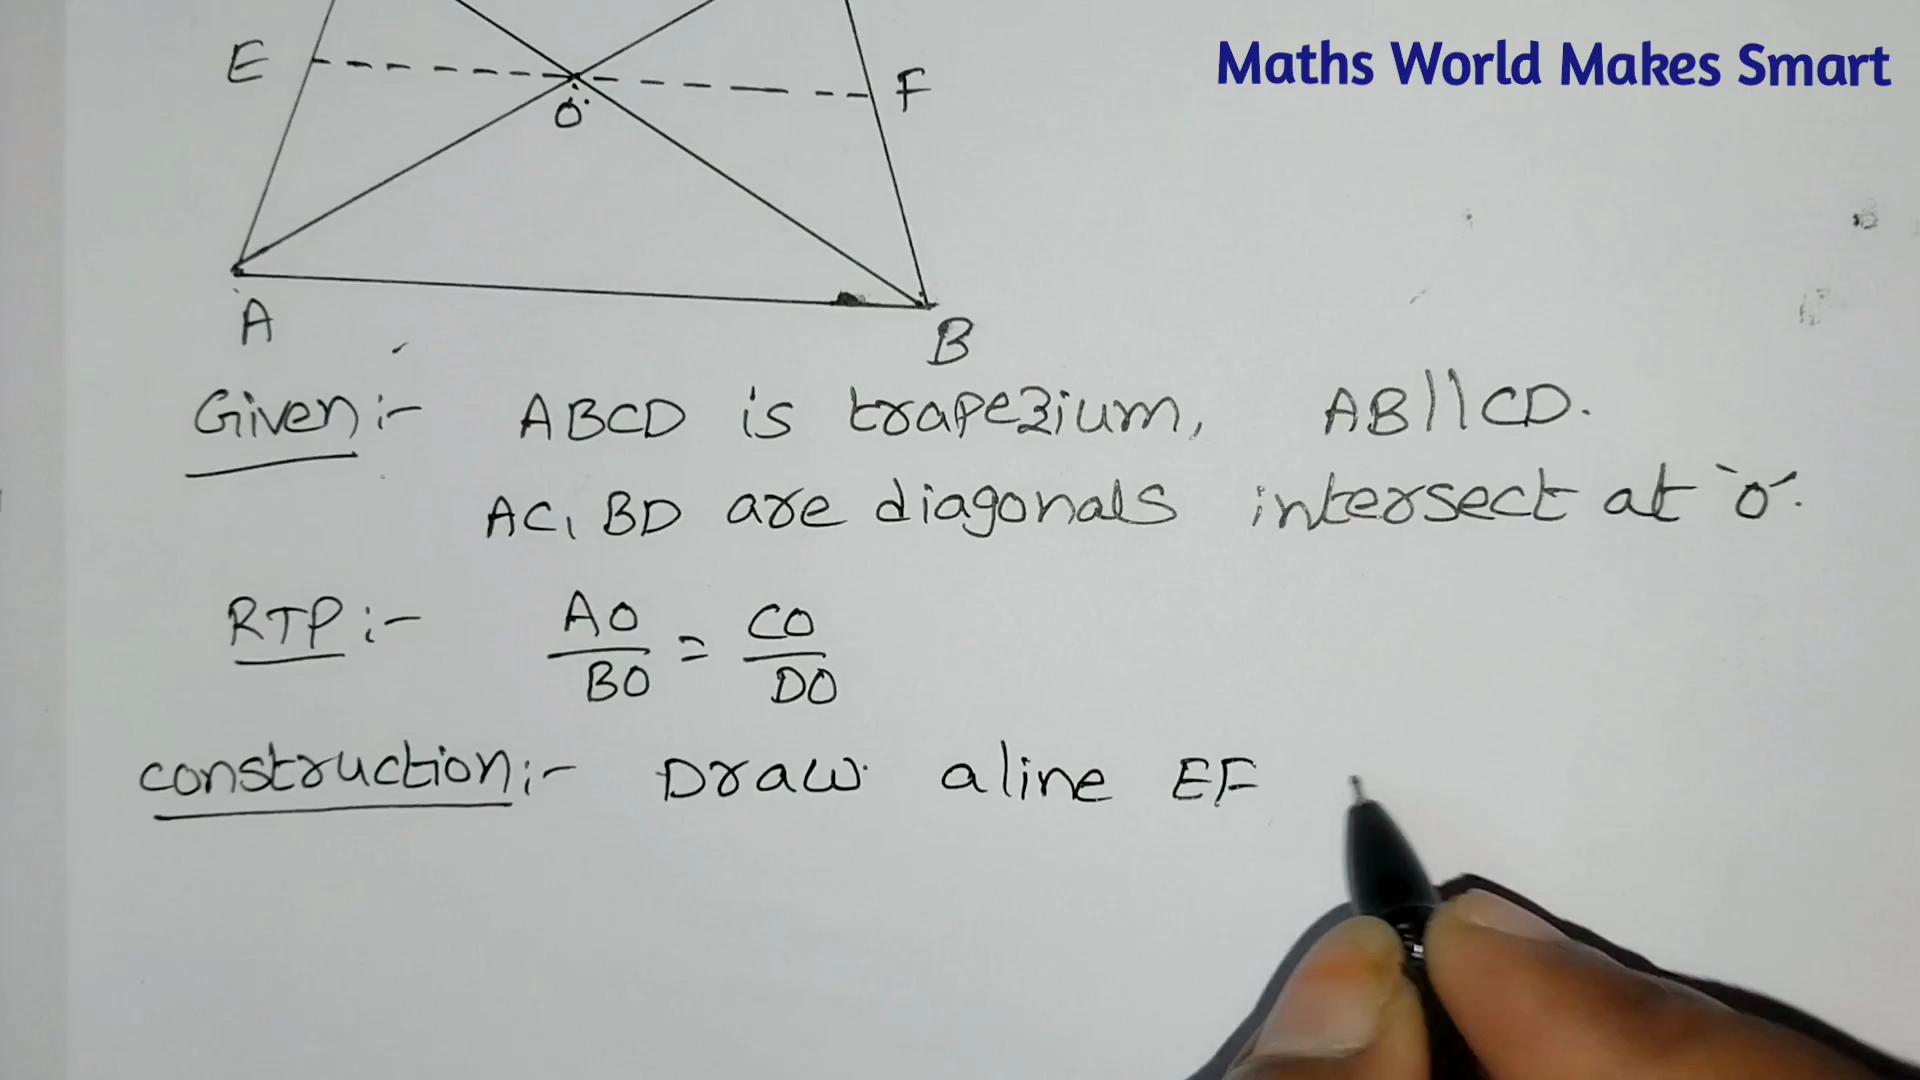 Maths World Makes Smart
E
F
O
A
B
Given:- ABCD is trapezium, AB||CD.
AC, BD are diagonals intersect at 'O'.
RTP:- AO/BO = CO/DO
construction:- Draw a line EF